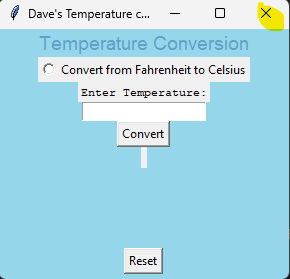 Dave's Temperature c...
Temperature Conversion
Convert from Fahrenheit to Celsius
Enter Temperature:
Convert
Reset